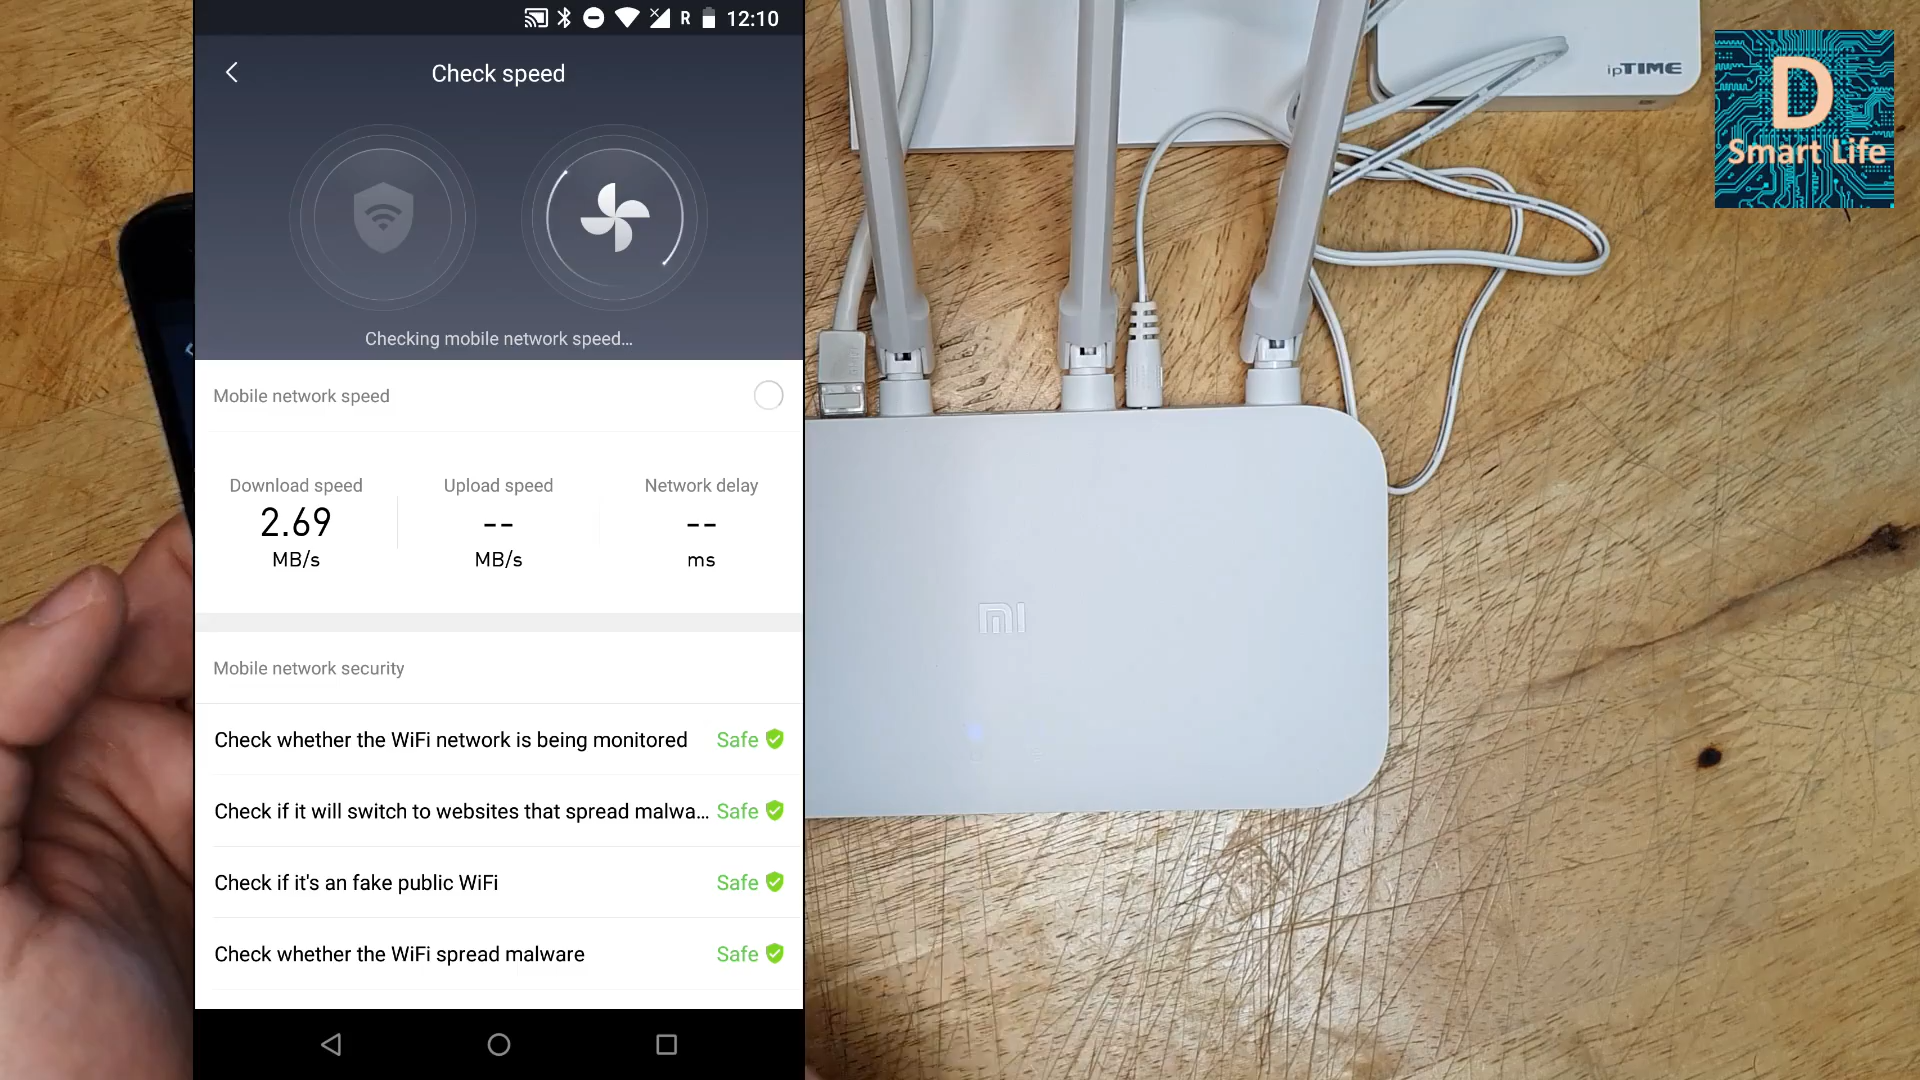 R 12:10
Check speed
Checking mobile network speed...
Mobile network speed
Download speed Upload speed Network delay
2.69 -- --
MB/s MB/s ms
Mobile network security
Check whether the WiFi network is being monitored Safe
Check if it will switch to websites that spread malwa... Safe
Check if it's an fake public WiFi Safe
Check whether the WiFi spread malware Safe
ipTIME
D
Smart Life
MI